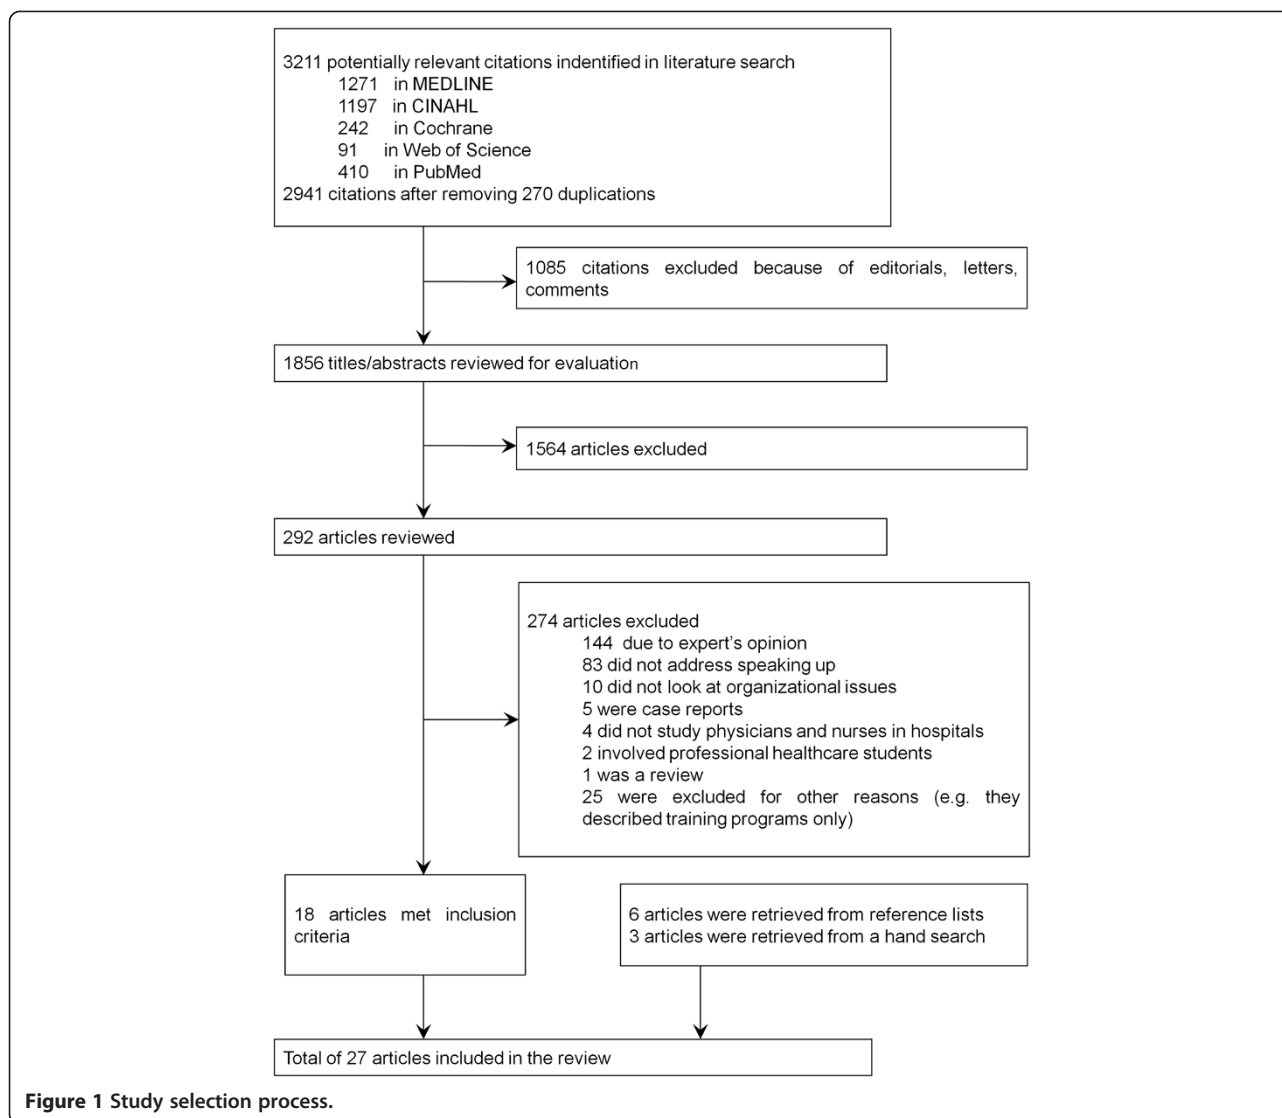 3211 potentially relevant citations indentified in literature search
1271 in MEDLINE
1197 in CINAHL
242 in Cochrane
91 in Web of Science
410 in PubMed
2941 citations after removing 270 duplications
1085 citations excluded because of editorials, letters,
comments
1856 titles/abstracts reviewed for evaluation
1564 articles excluded
292 articles reviewed
274 articles excluded
144 due to expert's opinion
83 did not address speaking up
10 did not look at organizational issues
5 were case reports
4 did not study physicians and nurses in hospitals
2 involved professional healthcare students
1 was a review
25 were excluded for other reasons (e.g. they
described training programs only)
18 articles met inclusion
criteria
6 articles were retrieved from reference lists
3 articles were retrieved from a hand search
Total of 27 articles included in the review
Figure 1 Study selection process.